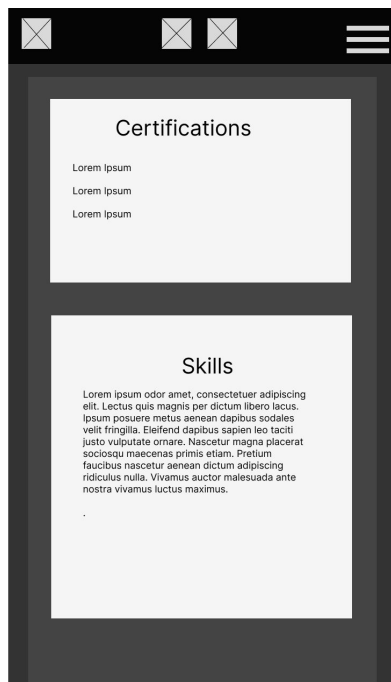 Certifications
Lorem Ipsum
Lorem Ipsum
Lorem Ipsum
Skills
Lorem ipsum odor amet, consectetuer adipiscing
elit. Lectus quis magnis per dictum libero lacus.
Ipsum posuere metus aenean dapibus sodales
velit fringilla. Eleifend dapibus sapien leo taciti
justo vulputate ornare. Nascetur magna placerat
sociosqu maecenas primis etiam. Pretium
faucibus nascetur aenean dictum adipiscing
ridiculus nulla. Vivamus auctor malesuada ante
nostra vivamus luctus maximus.
.